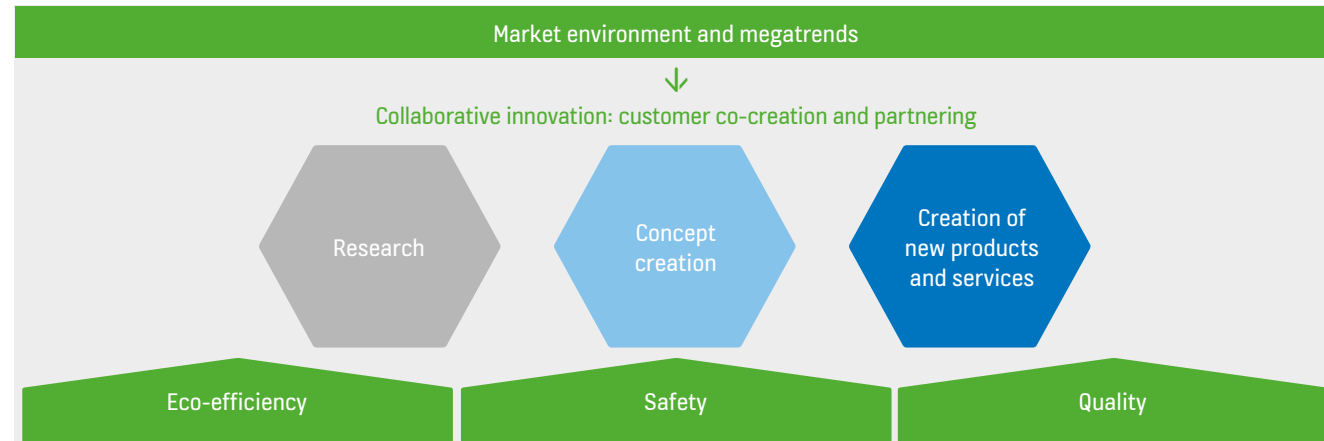 Market environment and megatrends
Collaborative innovation: customer co-creation and partnering
Research
Concept
creation
Creation of
new products
and services
Eco-efficiency
Safety
Quality